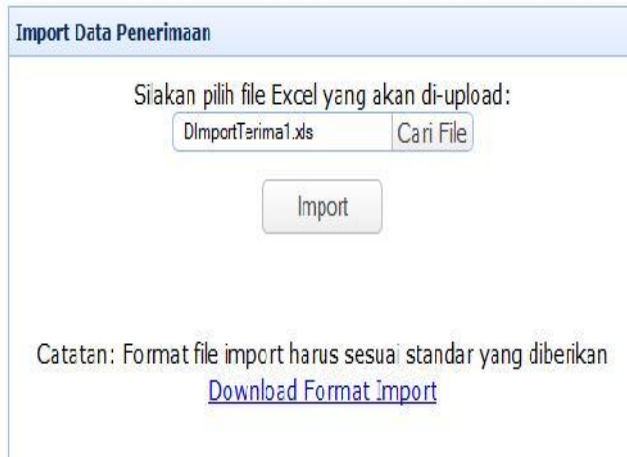 Import Data Penerimaan
Silakan pilih file Excel yang akan di-upload:
DImportTerima1.xls Cari File
Import
Catatan: Format file import harus sesuai standar yang diberikan
Download Format Import